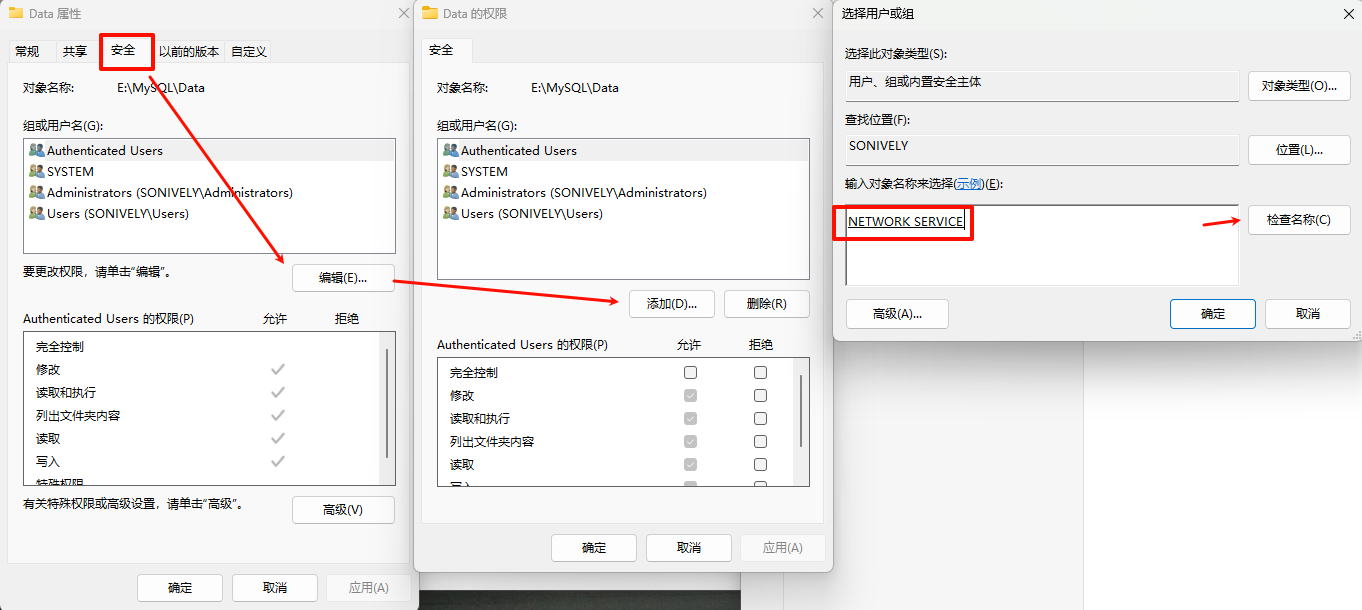 Data 属性
常规
共享
安全
以前的版本
自定义
对象名称:
E:\MySQL\Data
组或用户名(G):
Authenticated Users
SYSTEM
Administrators (SONIVELY\Administrators)
Users (SONIVELY\Users)
要更改权限，请单击“编辑”。
编辑(E)...
Authenticated Users 的权限(P)
允许
拒绝
完全控制
修改
读取和执行
列出文件夹内容
读取
写入
特殊权限
有关特殊权限或高级设置，请单击“高级”。
高级(V)
确定
取消
应用(A)
Data 的权限
安全
对象名称:
E:\MySQL\Data
组或用户名(G):
Authenticated Users
SYSTEM
Administrators (SONIVELY\Administrators)
Users (SONIVELY\Users)
添加(D)...
删除(R)
Authenticated Users 的权限(P)
允许
拒绝
完全控制
修改
读取和执行
列出文件夹内容
读取
写入
确定
取消
应用(A)
选择用户或组
选择此对象类型(S):
用户、组或内置安全主体
对象类型(O)...
查找位置(F):
SONIVELY
位置(L)...
输入对象名称来选择(示例)(E):
NETWORK SERVICE
检查名称(C)
高级(A)...
确定
取消